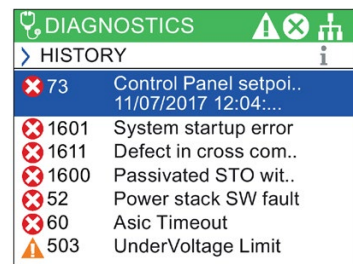 DIAGNOSTICS
HISTORY
73 Control Panel setpoi..
11/07/2017 12:04:...
1601 System startup error
1611 Defect in cross com..
1600 Passivated STO wit..
52 Power stack SW fault
60 Asic Timeout
503 UnderVoltage Limit